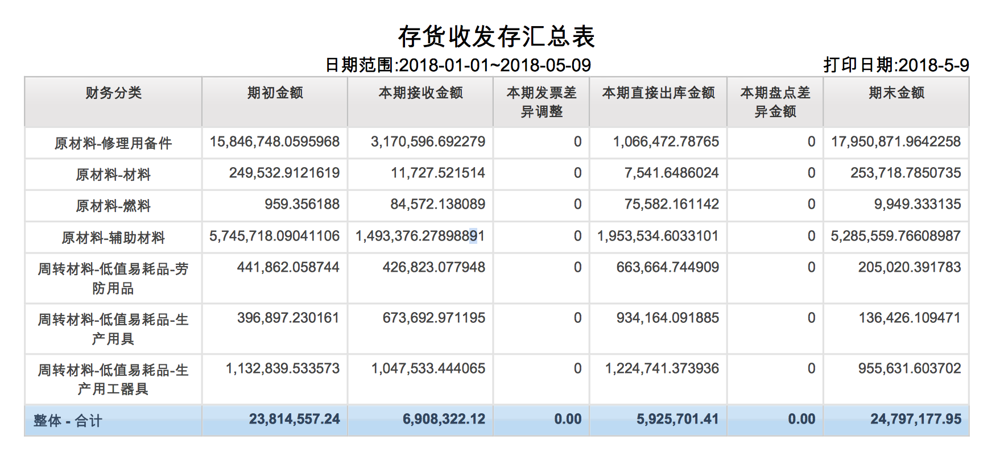 存货收发存汇总表
日期范围:2018-01-01~2018-05-09 打印日期:2018-5-9
财务分类 期初金额 本期接收金额 本期发票差 本期直接出库金额 本期盘点差 期末金额
异调整 异金额
原材料-修理用备件 15,846,748.0595968 3,170,596.692279 0 1,066,472.78765 0 17,950,871.9642258
原材料-材料 249,532.9121619 11,727.521514 0 7,541.6486024 0 253,718.7850735
原材料-燃料 959.356188 84,572.138089 0 75,582.161142 0 9,949.333135
原材料-辅助材料 5,745,718.09041106 1,493,376.27898891 0 1,953,534.6033101 0 5,285,559.76608987
周转材料-低值易耗品-劳 441,862.058744 426,823.077948 0 663,664.744909 0 205,020.391783
防用品
周转材料-低值易耗品-生 396,897.230161 673,692.971195 0 934,164.091885 0 136,426.109471
产用具
周转材料-低值易耗品-生 1,132,839.533573 1,047,533.444065 0 1,224,741.373936 0 955,631.603702
产用工器具
整体 - 合计 23,814,557.24 6,908,322.12 0.00 5,925,701.41 0.00 24,797,177.95